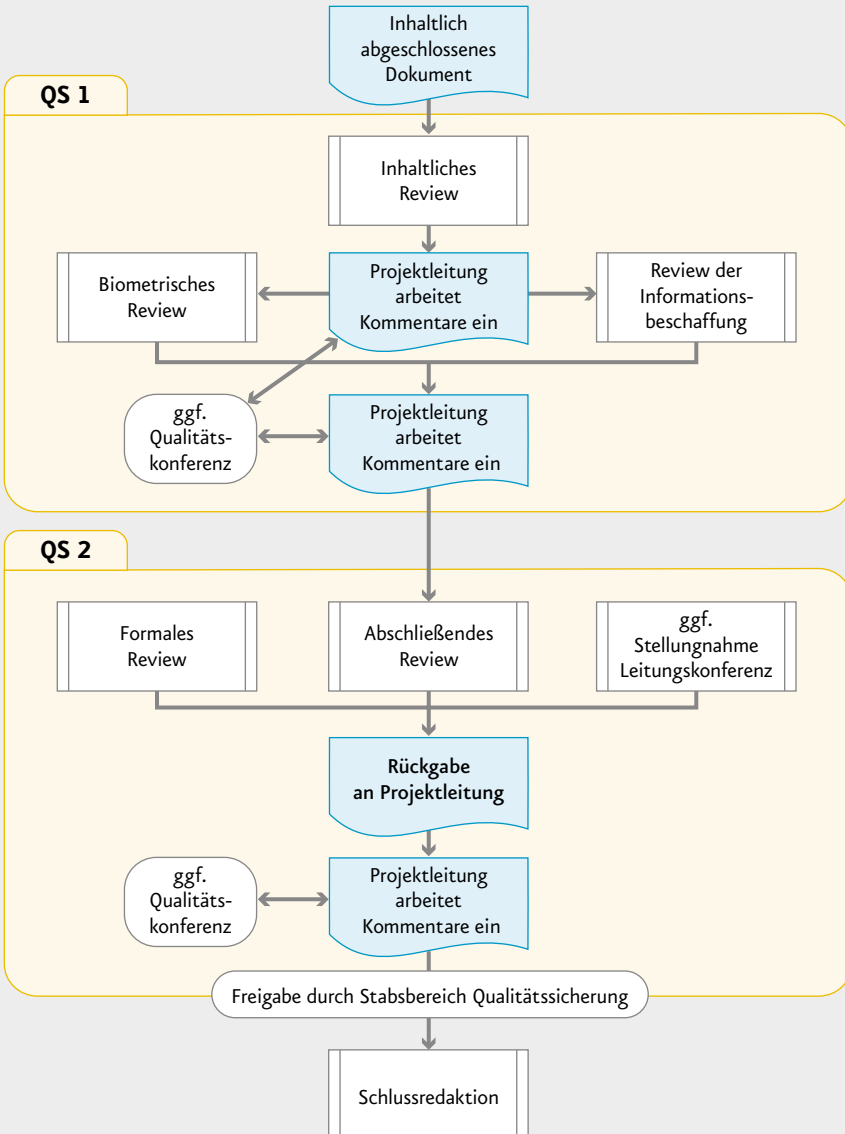 Inhaltlich
abgeschlossenes
Dokument
QS 1
Inhaltliches
Review
Biometrisches
Review
Projektleitung
arbeitet
Kommentare ein
Review der
Informations-
beschaffung
ggf.
Qualitäts-
konferenz
Projektleitung
arbeitet
Kommentare ein
QS 2
Formales
Review
Abschließendes
Review
ggf.
Stellungnahme
Leitungskonferenz
Rückgabe
an Projektleitung
ggf.
Qualitäts-
konferenz
Projektleitung
arbeitet
Kommentare ein
Freigabe durch Stabsbereich Qualitätssicherung
Schlussredaktion